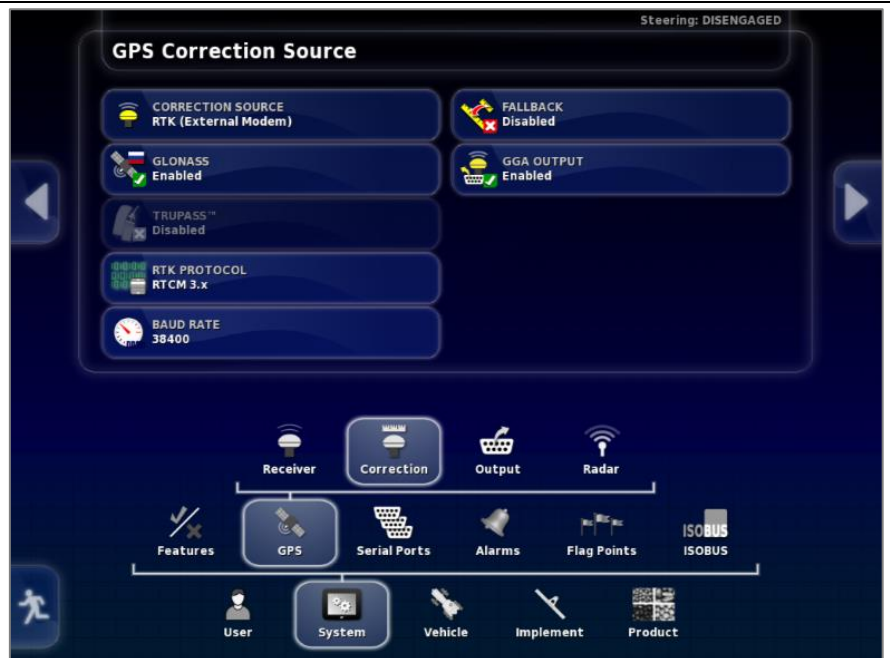 Steering: DISENGAGED
GPS Correction Source
CORRECTION SOURCE
RTK (External Modem)
FALLBACK
Disabled
GLONASS
Enabled
GGA OUTPUT
Enabled
TRUPASS™
Disabled
RTK PROTOCOL
RTCM 3.x
BAUD RATE
38400
Receiver
Correction
Output
Radar
Features
GPS
Serial Ports
Alarms
Flag Points
ISOBUS
ISOBUS
User
System
Vehicle
Implement
Product